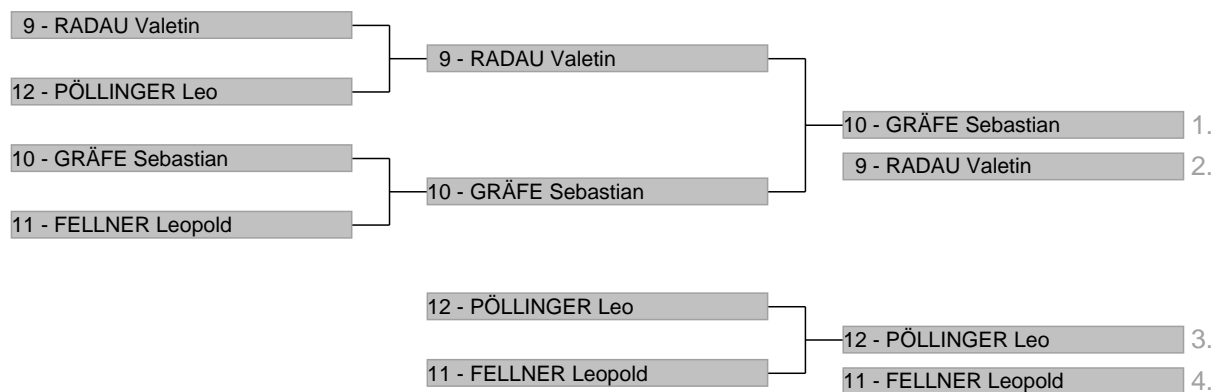 9 - RADAU Valetin
12 - PÖLLINGER Leo
10 - GRÄFE Sebastian
11 - FELLNER Leopold
9 - RADAU Valetin
10 - GRÄFE Sebastian
10 - GRÄFE Sebastian 1.
9 - RADAU Valetin 2.
12 - PÖLLINGER Leo
11 - FELLNER Leopold
12 - PÖLLINGER Leo 3.
11 - FELLNER Leopold 4.